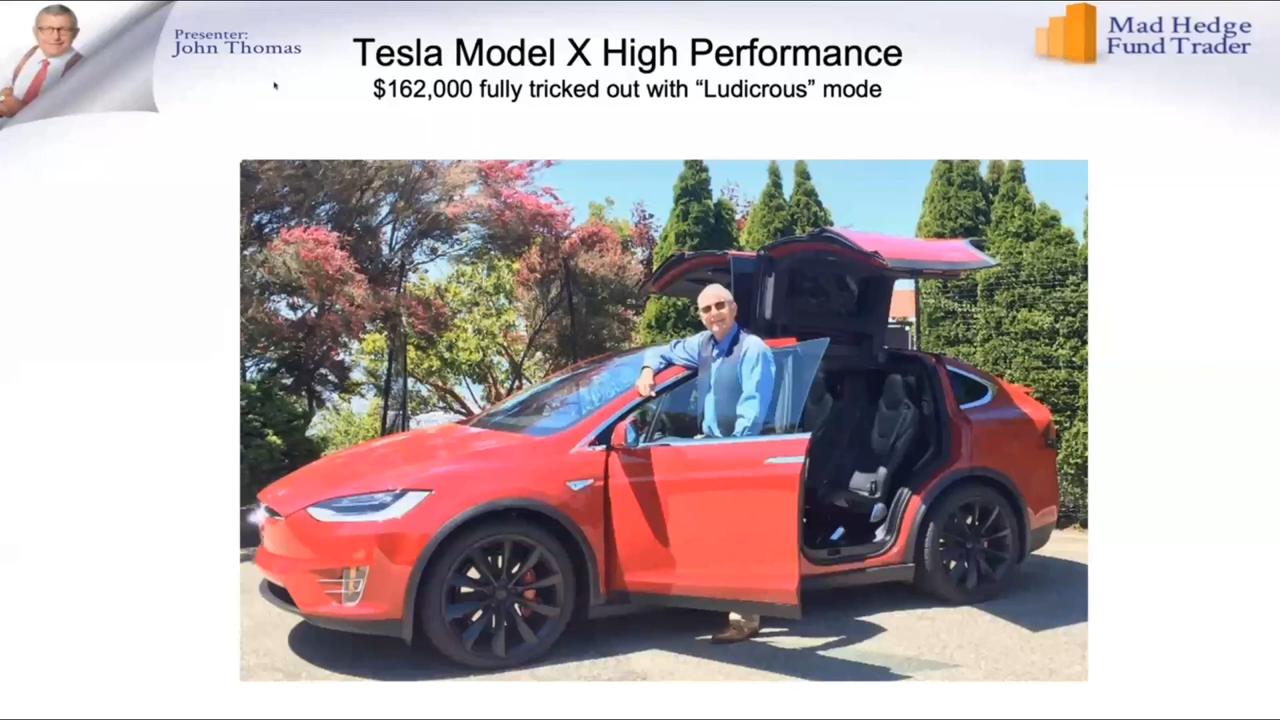 Presenter:
John Thomas
Tesla Model X High Performance
$162,000 fully tricked out with “Ludicrous” mode
Mad Hedge
Fund Trader